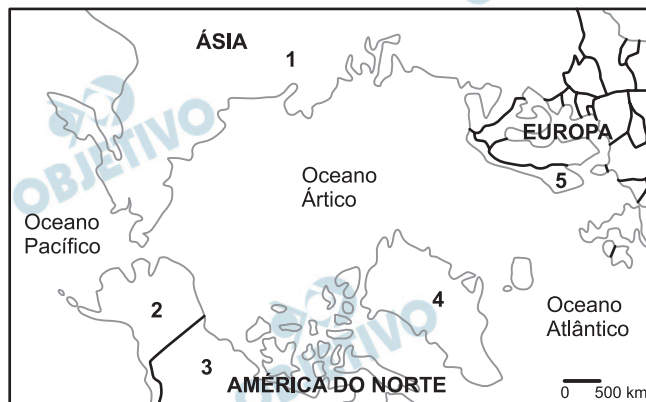 ÁSIA
1
EUROPA
5
Oceano
Ártico
Oceano
Pacífico
2
3
4
Oceano
Atlântico
AMÉRICA DO NORTE
0 500 km
OBJETIVO
OBJETIVO